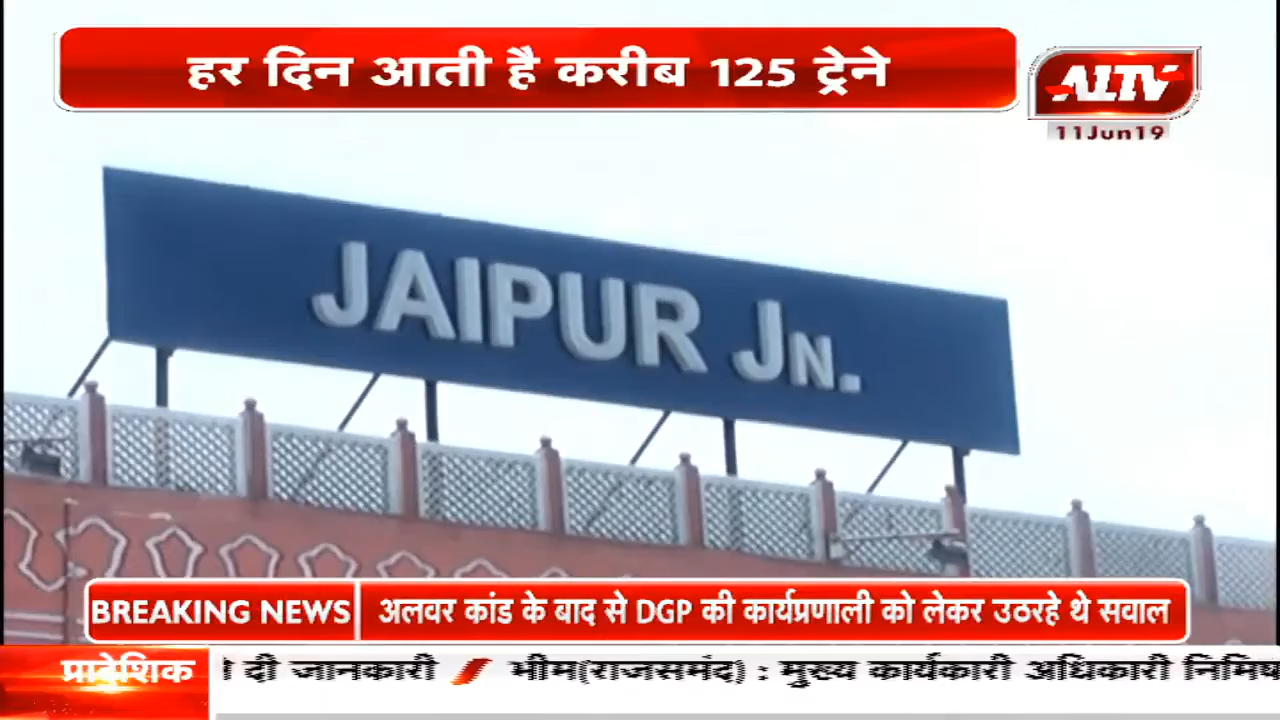 हर दिन आती है करीब 125 ट्रेने
ALTV
11Jun19
JAIPUR JN.
BREAKING NEWS
अलवर कांड के बाद से DGP की कार्यप्रणाली को लेकर उठरहे थे सवाल
प्रादेशिक
दी जानकारी
भीम(राजसमंद) : मुख्य कार्यकारी अधिकारी